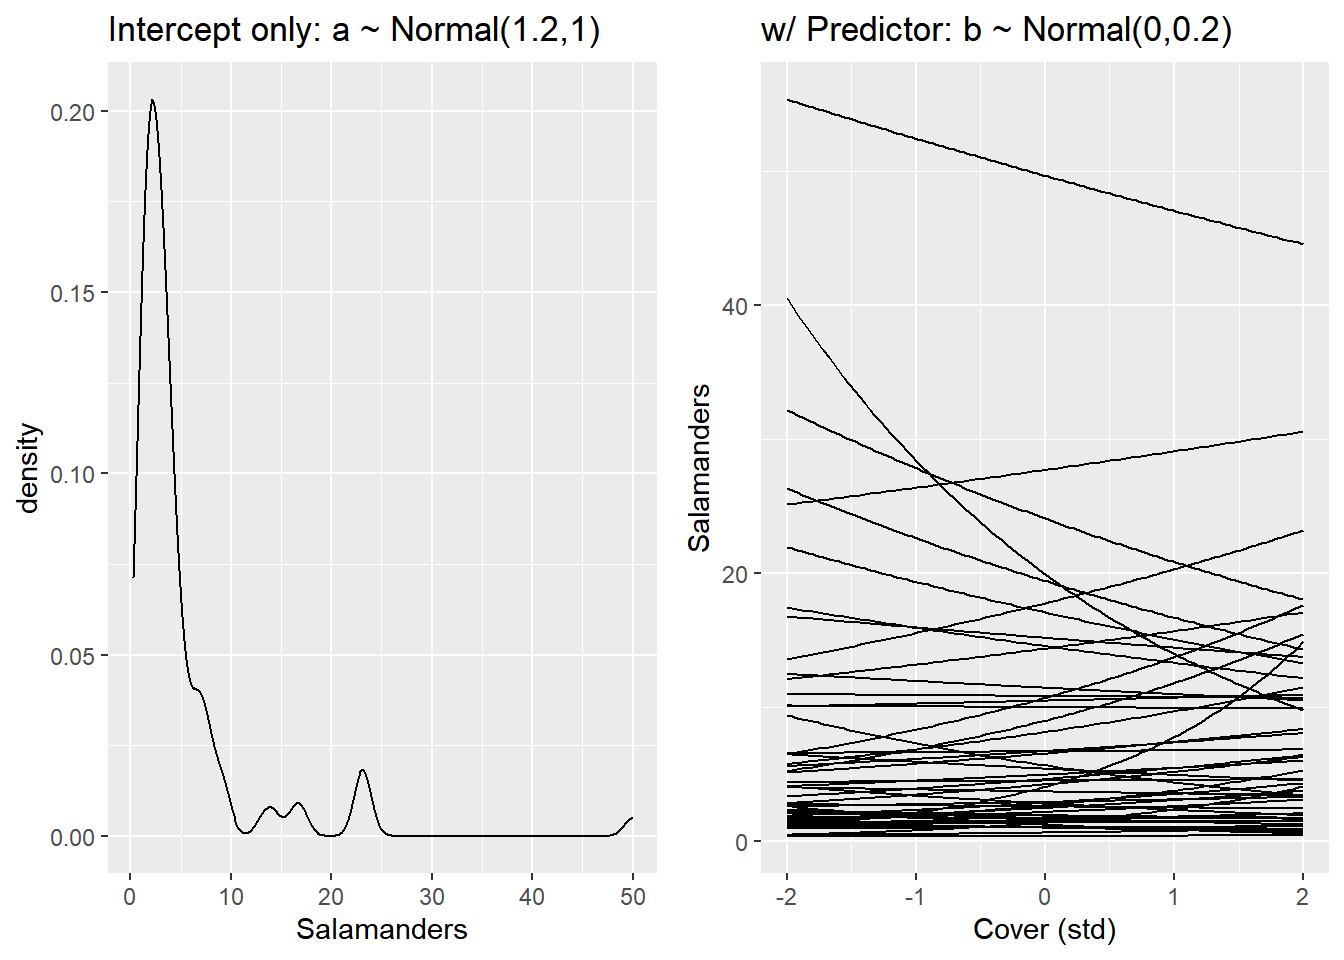 Intercept only: a ~ Normal(1.2,1)
density
0.20
0.15
0.10
0.05
0.00
0 10 20 30 40 50
Salamanders
w/ Predictor: b ~ Normal(0,0.2)
Salamanders
40
20
0
-2 -1 0 1 2
Cover (std)